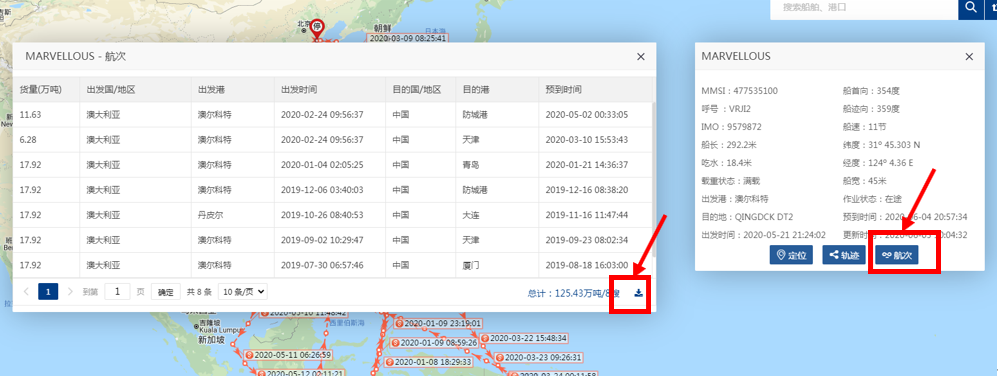 搜索船舶、港口
北京
停
朝鲜
日本海
2020-03-09 08:25:41
MARVELLOUS - 航次
货量(万吨) 出发国/地区 出发港 出发时间 目的国/地区 目的港 预到时间
11.63 澳大利亚 澳尔科特 2020-02-24 09:56:37 中国 防城港 2020-05-02 00:33:05
6.28 澳大利亚 澳尔科特 2020-02-24 09:56:37 中国 天津 2020-03-10 15:53:43
17.92 澳大利亚 澳尔科特 2020-01-04 02:05:25 中国 青岛 2020-01-21 14:36:37
17.92 澳大利亚 澳尔科特 2019-12-06 03:40:03 中国 防城港 2019-12-16 08:38:20
17.92 澳大利亚 丹皮尔 2019-10-26 08:40:53 中国 大连 2019-11-16 11:47:44
17.92 澳大利亚 澳尔科特 2019-09-02 10:29:47 中国 天津 2019-09-23 08:02:34
17.92 澳大利亚 澳尔科特 2019-07-30 06:57:46 中国 厦门 2019-08-18 16:03:00
1 到第 1 页 确定 共 8 条 10 条/页
总计：125.43万吨/8艘
MARVELLOUS
MMSI：477535100 船首向：354度
呼号：VRJI2 船迹向：359度
IMO：9579872 船速：11节
船长：292.2米 纬度：31° 45.303 N
吃水：18.4米 经度：124° 4.36 E
载重状态：满载 船宽：45米
出发港：澳尔科特 作业状态：在途
目的地：QINGDCK DT2 预到时间：2020-06-04 20:57:34
出发时间：2020-05-21 21:24:02 更新时间：
定位 轨迹 航次
吉隆坡
Kuala Lumpur
新加坡
西里伯斯海
2020-01-09 23:19:01
2020-01-09 08:59:26
2020-01-08 18:29:33
2020-03-22 15:48:34
2020-03-23 09:26:31
2020-05-11 06:26:59
2020-05-12 02:11:21